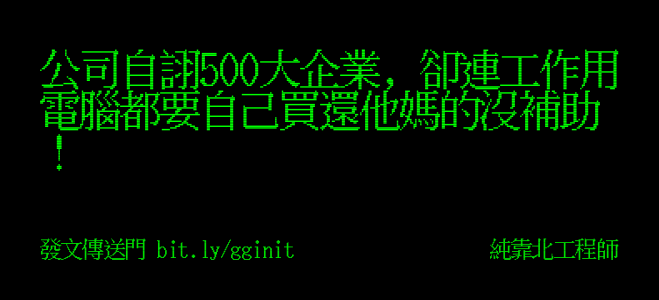 公司自詡500大企業，卻連工作用
電腦都要自己買還他媽的沒補助
！
發文傳送門 bit.ly/gginit
純靠北工程師